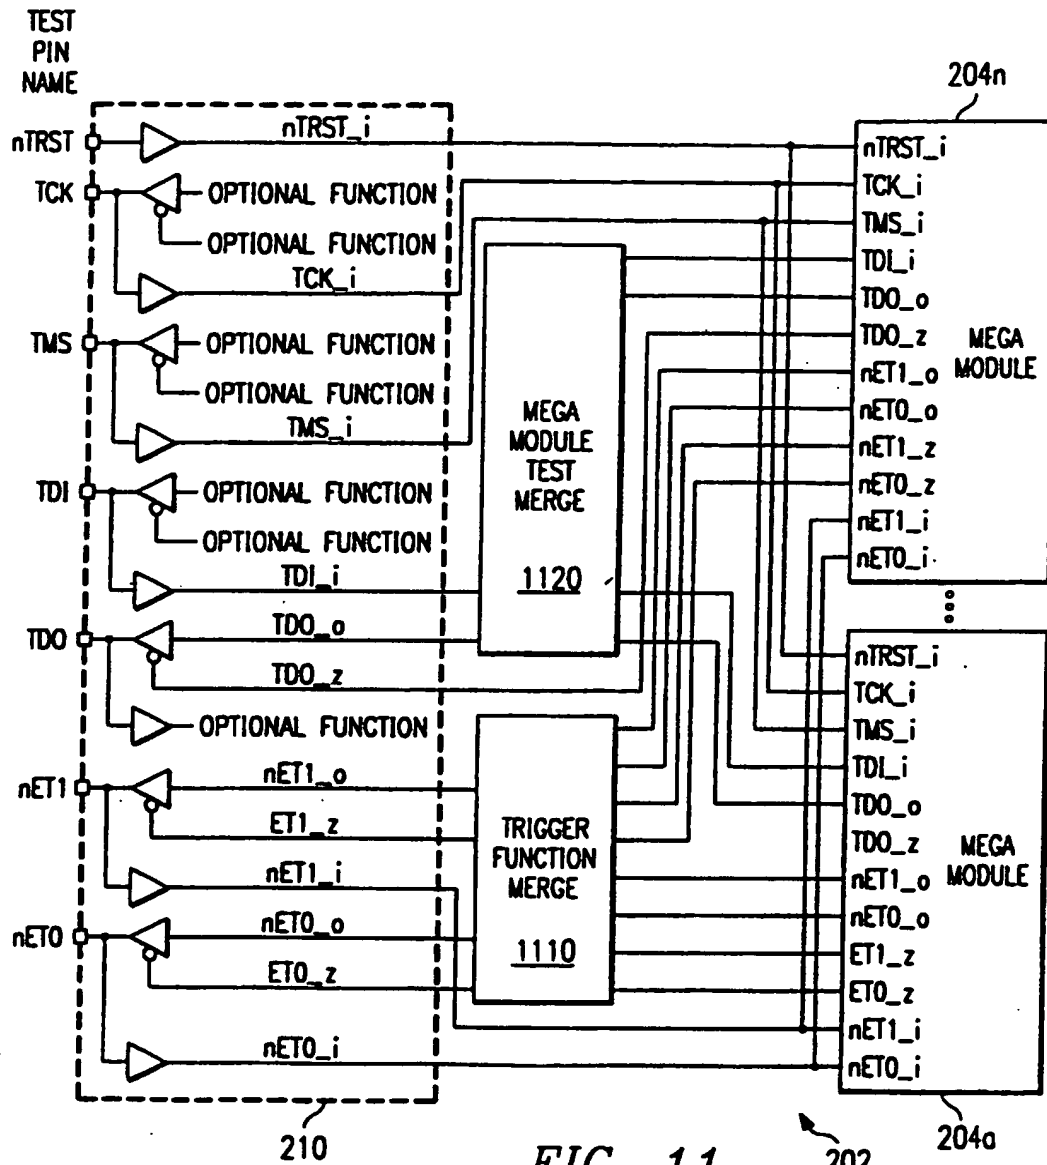 TEST
PIN
NAME
nTRST
nTRST_i
TCK
OPTIONAL FUNCTION
OPTIONAL FUNCTION
TCK_i
TMS
OPTIONAL FUNCTION
OPTIONAL FUNCTION
TMS_i
TDI
OPTIONAL FUNCTION
OPTIONAL FUNCTION
TDI_i
TDO
TDO_o
TDO_z
OPTIONAL FUNCTION
nET1
nET1_o
ET1_z
nET1_i
nET0
nET0_o
ET0_z
nET0_i
210
MEGA
MODULE
TEST
MERGE
1120
TRIGGER
FUNCTION
MERGE
1110
204n
nTRST_i
TCK_i
TMS_i
TDI_i
TDO_o
TDO_z
nET1_o
nET0_o
nET1_z
nET0_z
nET1_i
nET0_i
MEGA
MODULE
nTRST_i
TCK_i
TMS_i
TDI_i
TDO_o
TDO_z
nET1_o
nET0_o
ET1_z
ET0_z
nET1_i
nET0_i
MEGA
MODULE
204a
202
FIG. 11